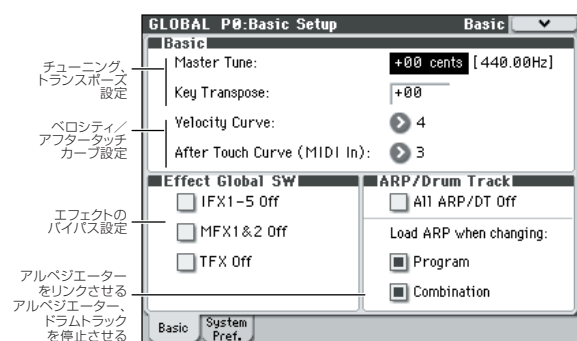 GLOBAL P0:Basic Setup Basic
Basic
Master Tune: +00 cents [440.00Hz]
Key Transpose: +00
Velocity Curve: 4
After Touch Curve (MIDI In): 3
Effect Global SW
IFX1-5 Off
MFX1&2 Off
TFX Off
ARP/Drum Track
All ARP/DT Off
Load ARP when changing:
Program
Combination
Basic
System
Pref.
チューニング、
トランスポーズ
設定
ベロシティ／
アフタータッチ
カーブ設定
エフェクトの
バイパス設定
アルペジエーター
をリンクさせる
アルペジエーター、
ドラムトラック
を停止させる